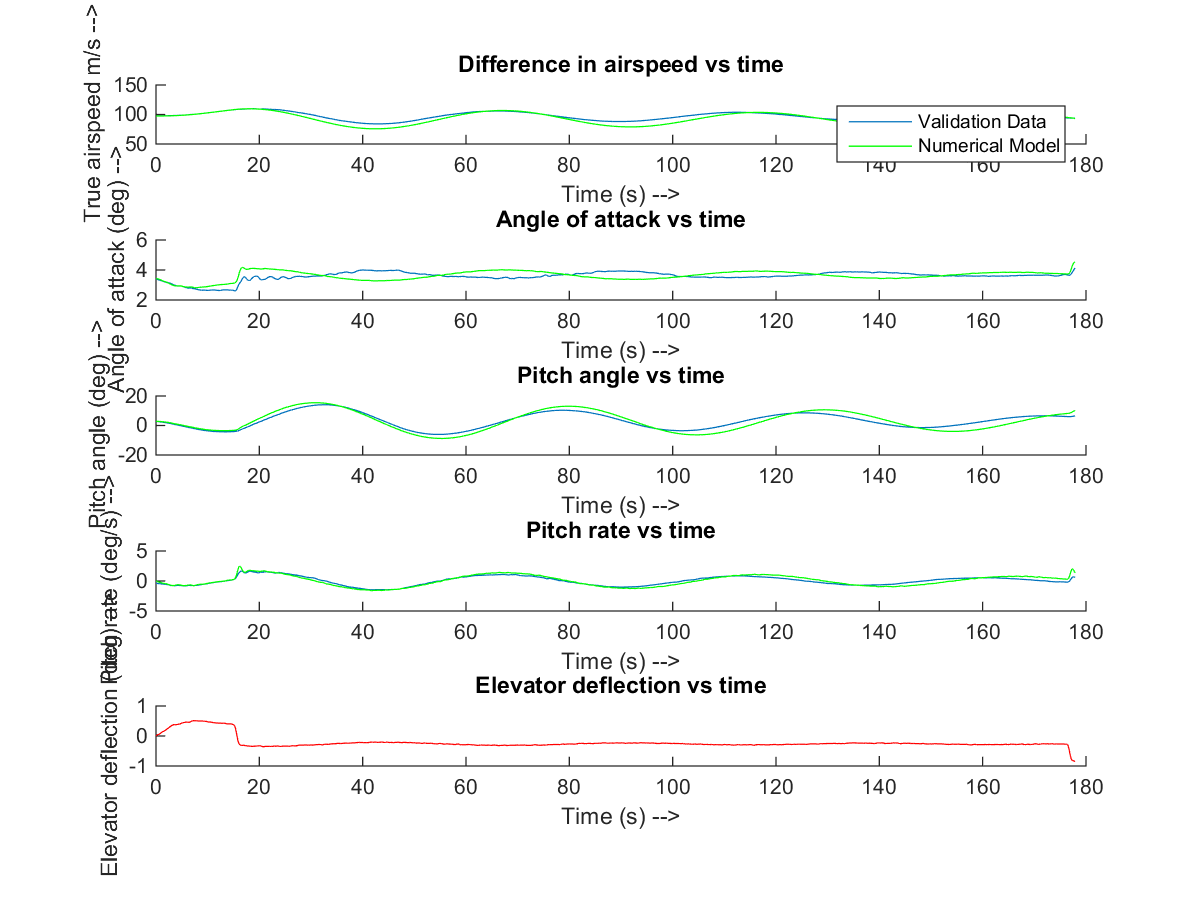 Difference in airspeed vs time
True airspeed m/s -->
150
100
50
0 20 40 60 80 100 120 140 160 180
Time (s) -->
Validation Data
Numerical Model
Angle of attack vs time
Angle of attack (deg) -->
6
4
2
0 20 40 60 80 100 120 140 160 180
Time (s) -->
Pitch angle vs time
Pitch angle (deg) -->
20
0
-20
0 20 40 60 80 100 120 140 160 180
Time (s) -->
Pitch rate vs time
Pitch rate (deg/s) -->
5
0
-5
0 20 40 60 80 100 120 140 160 180
Time (s) -->
Elevator deflection vs time
Elevator deflection (deg) -->
1
0
-1
0 20 40 60 80 100 120 140 160 180
Time (s) -->